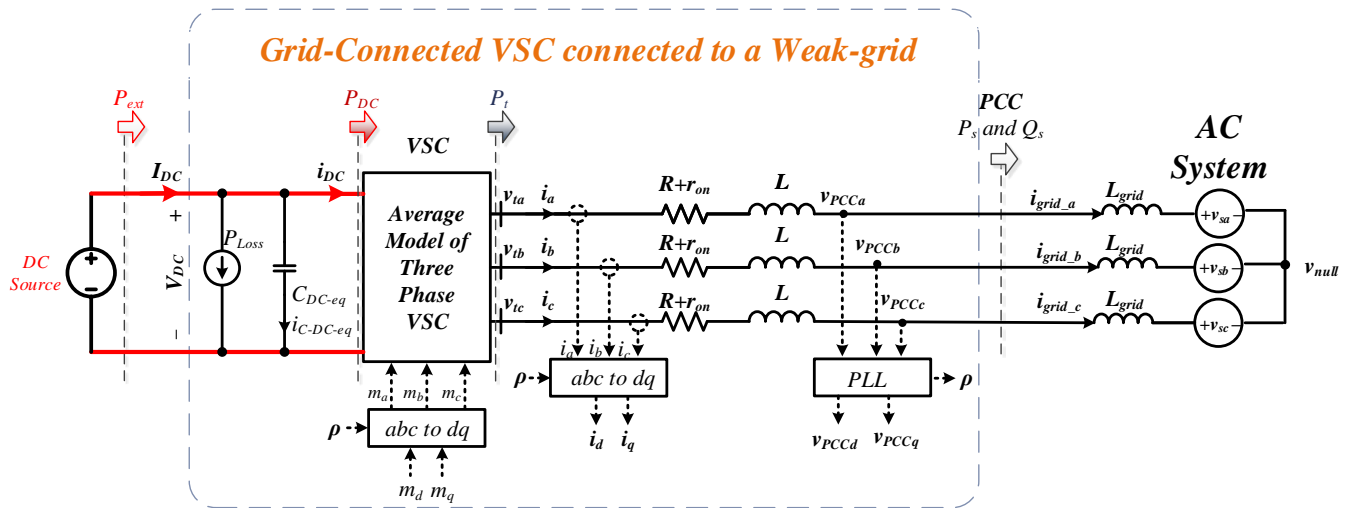 Grid-Connected VSC connected to a Weak-grid
P_ext
P_DC
P_t
PCC
P_s and Q_s
AC
System
VSC
I_DC
i_DC
v_ta
i_a
R+r_on
L
v_PCCa
i_grid_a
L_grid
+v_sa−
DC
Source
+
−
+
V_DC
−
P_Loss
C_DC-eq
i_C-DC-eq
Average
Model of
Three
Phase
VSC
v_tb
i_b
R+r_on
L
v_PCCb
i_grid_b
L_grid
+v_sb−
v_null
v_tc
i_c
R+r_on
L
v_PCCc
i_grid_c
L_grid
+v_sc−
i_a
i_b
i_c
ρ
abc to dq
i_d
i_q
PLL
ρ
v_PCCd
v_PCCq
m_a
m_b
m_c
ρ
abc to dq
m_d
m_q